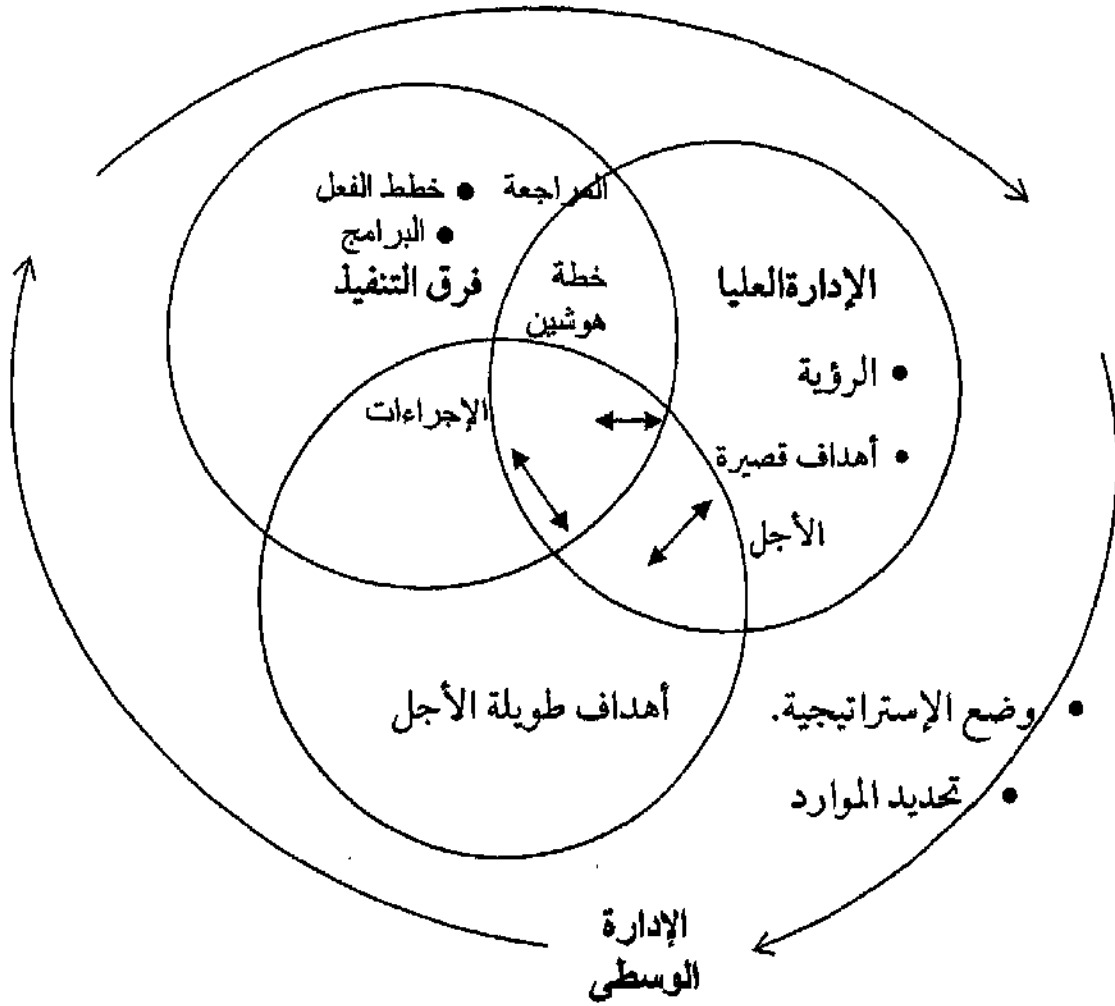 المراجعة
• خطط الفعل
• البرامج
فرق التنفيذ
خطة
هوشين
الإدارة العليا
• الرؤية
• أهداف قصيرة
الأجل
الإجراءات
أهداف طويلة الأجل
• وضع الإستراتيجية.
• تحديد الموارد
الإدارة
الوسطى